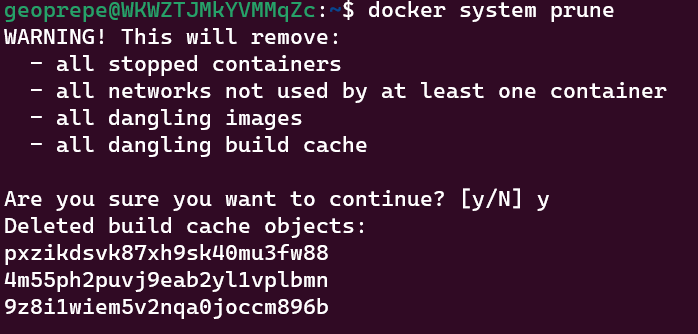 geoprepe@WKWZTJMkYVMMqZc:~$ docker system prune
WARNING! This will remove:
  - all stopped containers
  - all networks not used by at least one container
  - all dangling images
  - all dangling build cache

Are you sure you want to continue? [y/N] y
Deleted build cache objects:
pxzikdsvk87xh9sk40mu3fw88
4m55ph2puvj9eab2yl1vplbmn
9z8i1wiem5v2nqa0joccm896b